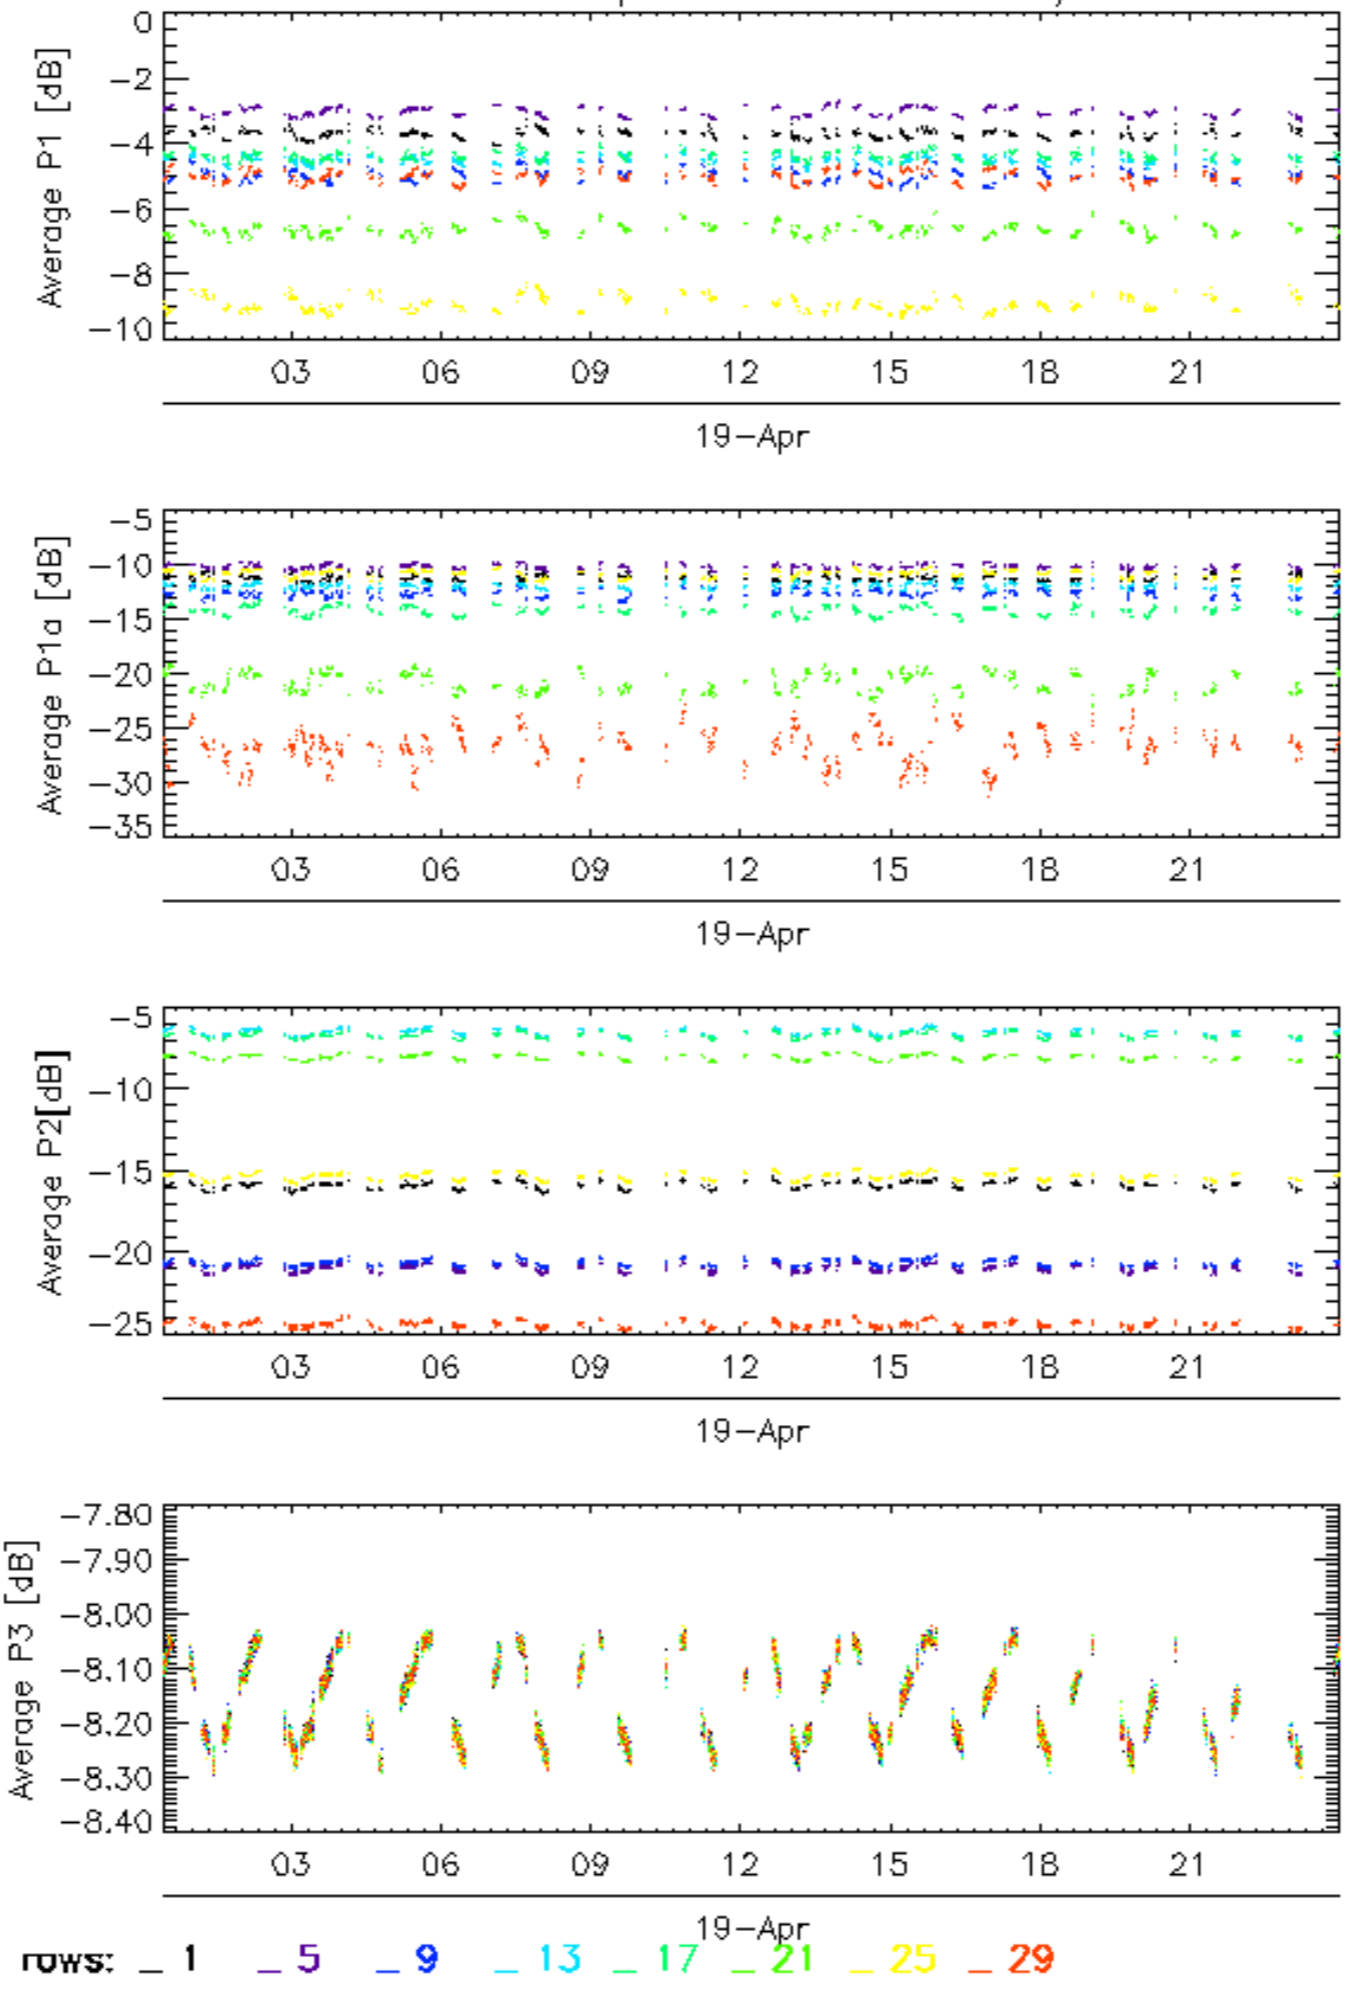 Average P1 [dB]
0
-2
-4
-6
-8
-10
03 06 09 12 15 18 21
19-Apr
Average P1a [dB]
-5
-10
-15
-20
-25
-30
-35
03 06 09 12 15 18 21
19-Apr
Average P2[dB]
-5
-10
-15
-20
-25
03 06 09 12 15 18 21
19-Apr
Average P3 [dB]
-7.80
-7.90
-8.00
-8.10
-8.20
-8.30
-8.40
03 06 09 12 15 18 21
19-Apr
rows: _ 1 _ 5 _ 9 _ 13 _ 17 _ 21 _ 25 _ 29